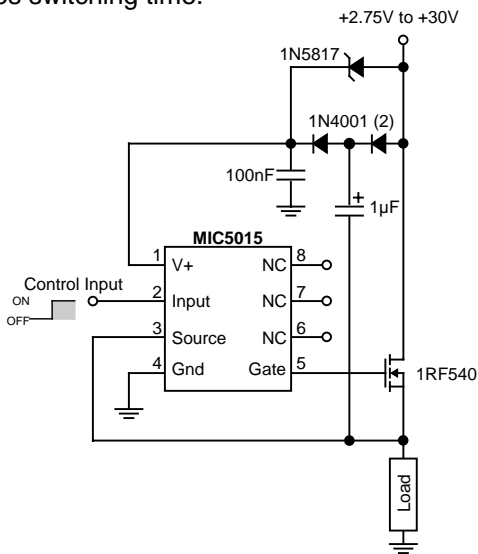 es switching time.
+2.75V to +30V
1N5817
1N4001 (2)
100nF
+
1µF
MIC5015
Control Input
ON
OFF
1 V+ NC 8
2 Input NC 7
3 Source NC 6
4 Gnd Gate 5
1RF540
Load